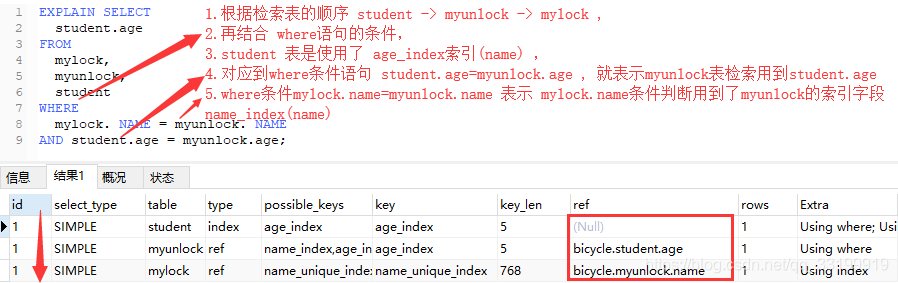 1 EXPLAIN SELECT
2 student.age
3 FROM
4 mylock,
5 myunlock,
6 student
7 WHERE
8 mylock. NAME = myunlock. NAME
9 AND student.age = myunlock.age;
1.根据检索表的顺序 student -> myunlock -> mylock ,
2.再结合 where语句的条件,
3.student 表是使用了 age_index索引(name) ,
4.对应到where条件语句 student.age=myunlock.age , 就表示myunlock表检索用到student.age
5.where条件mylock.name=myunlock.name 表示 mylock.name条件判断用到了myunlock的索引字段
name_index(name)
信息 结果1 概况 状态
id select_type table type possible_keys key key_len ref rows Extra
1 SIMPLE student index age_index age_index 5 (Null) 1 Using where; Usi
1 SIMPLE myunlock ref name_index,age_in age_index 5 bicycle.student.age 1 Using where
1 SIMPLE mylock ref name_unique_inde name_unique_index 768 bicycle.myunlock.name 1 Using index